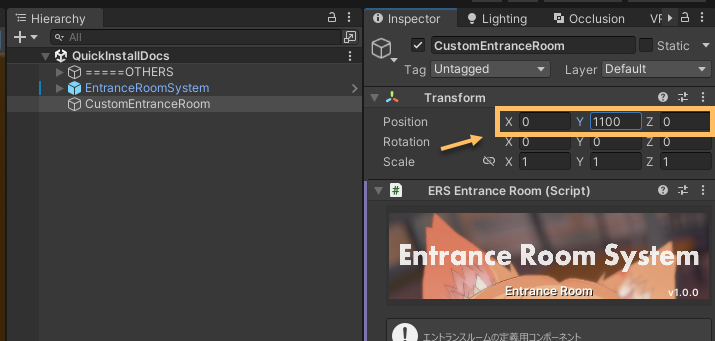 Hierarchy
All
QuickInstallDocs
=====OTHERS
EntranceRoomSystem
CustomEntranceRoom
Inspector
Lighting
Occlusion
CustomEntranceRoom
Static
Tag Untagged Layer Default
Transform
Position X 0 Y 1100 Z 0
Rotation X 0 Y 0 Z 0
Scale X 1 Y 1 Z 1
# ERS Entrance Room (Script)
Entrance Room System
Entrance Room
v1.0.0
エントランスルームの定義用コンポーネント